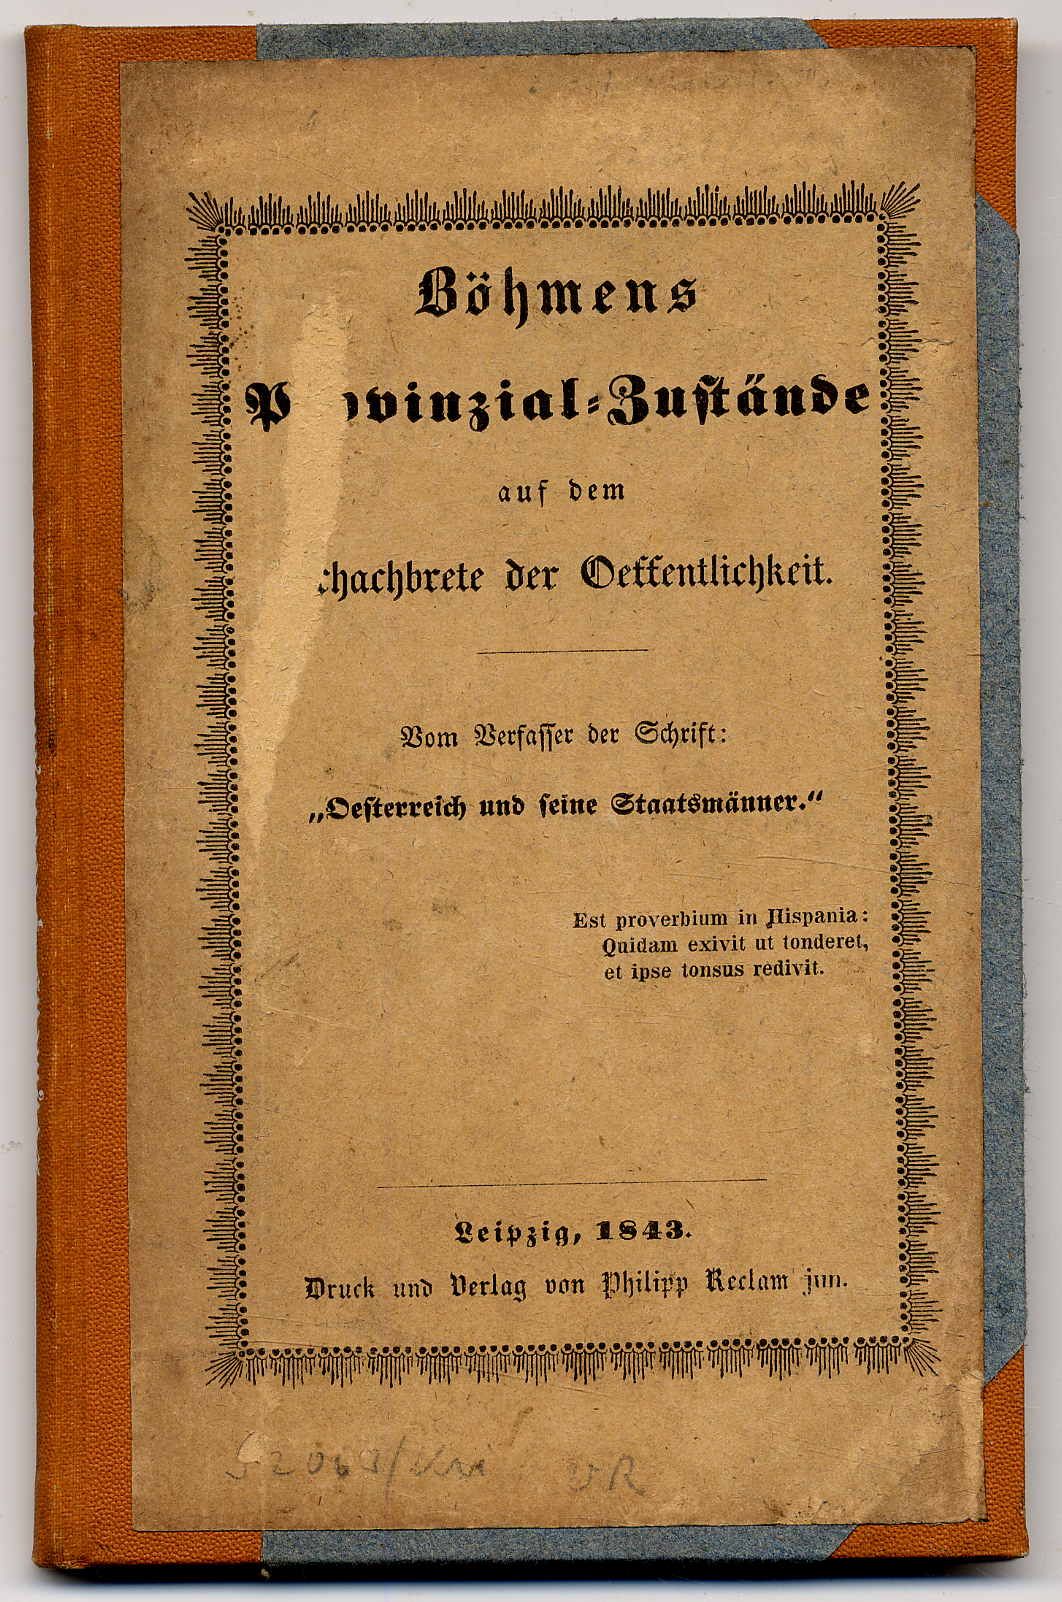 Böhmens
P ovinzial-Zustände
auf dem
chachbrete der Oeffentlichkeit.
Vom Verfasser der Schrift:
„Oesterreich und seine Staatsmänner.“
Est proverbium in Hispania:
Quidam exivit ut tonderet,
et ipse tonsus redivit.
Leipzig, 1843.
Druck und Verlag von Philipp Reclam jun.